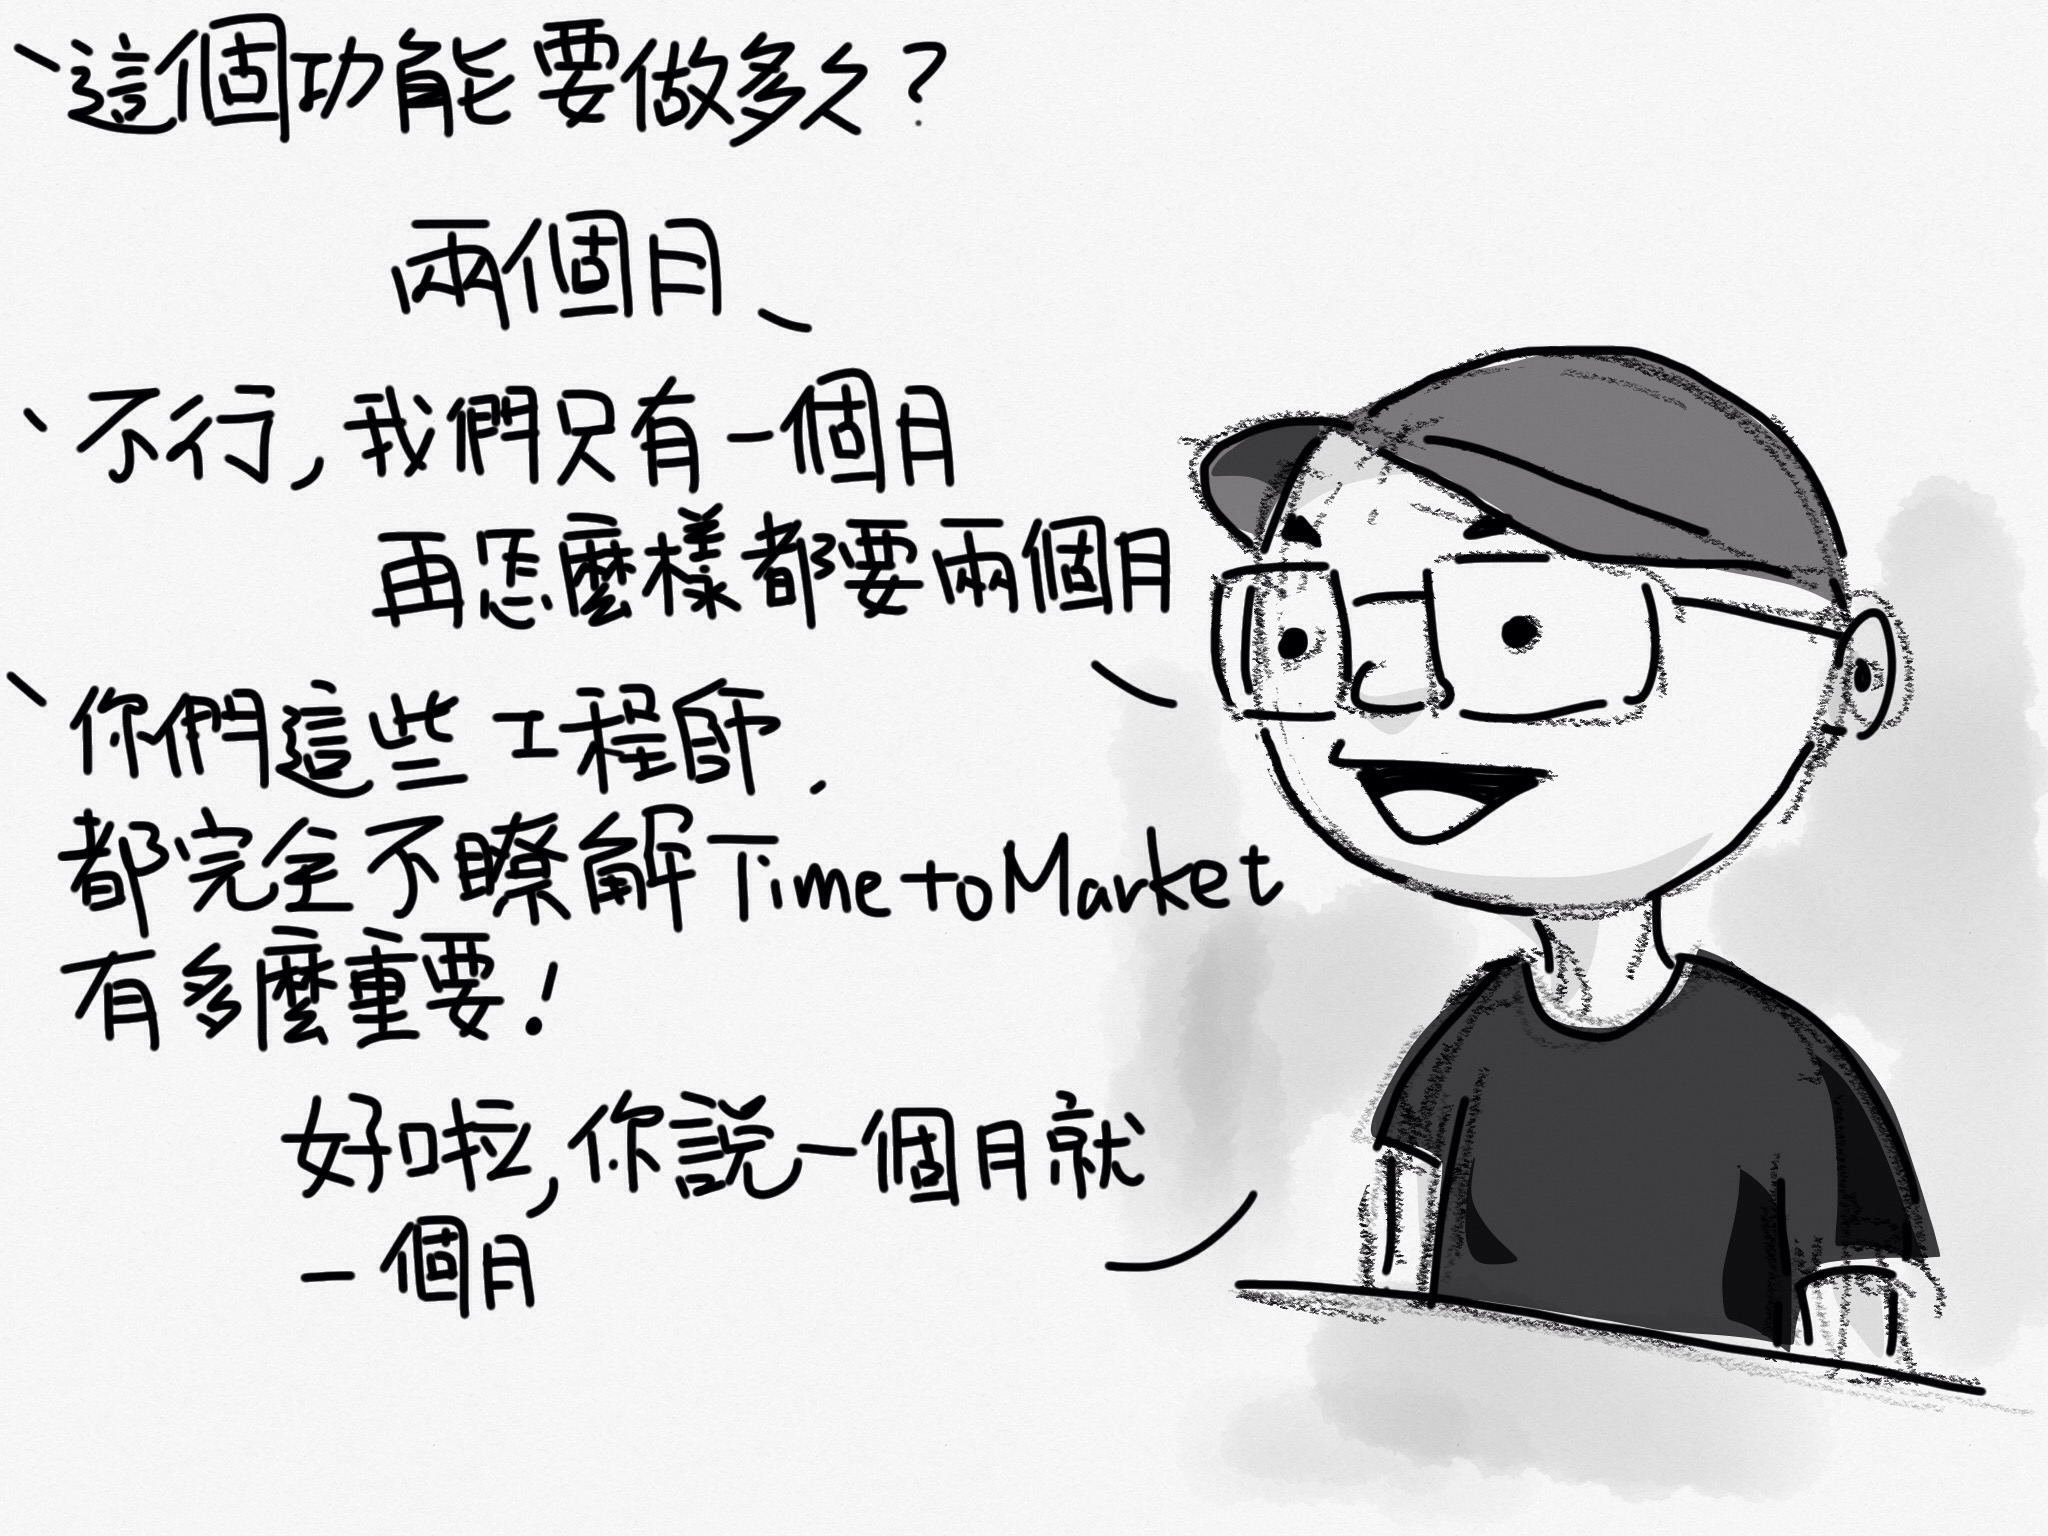 這個功能要做多久?
兩個月
不行,我們只有一個月
再怎麼樣都要兩個月
你們這些工程師,
都完全不瞭解Time to Market
有多麼重要!
好啦,你說一個月就
一個月